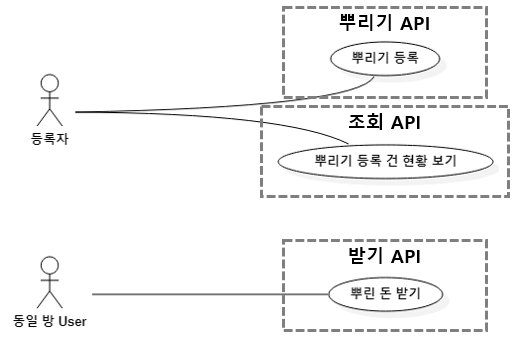 뿌리기 API
뿌리기 등록
등록자
조회 API
뿌리기 등록 건 현황 보기
받기 API
뿌린 돈 받기
동일 방 User